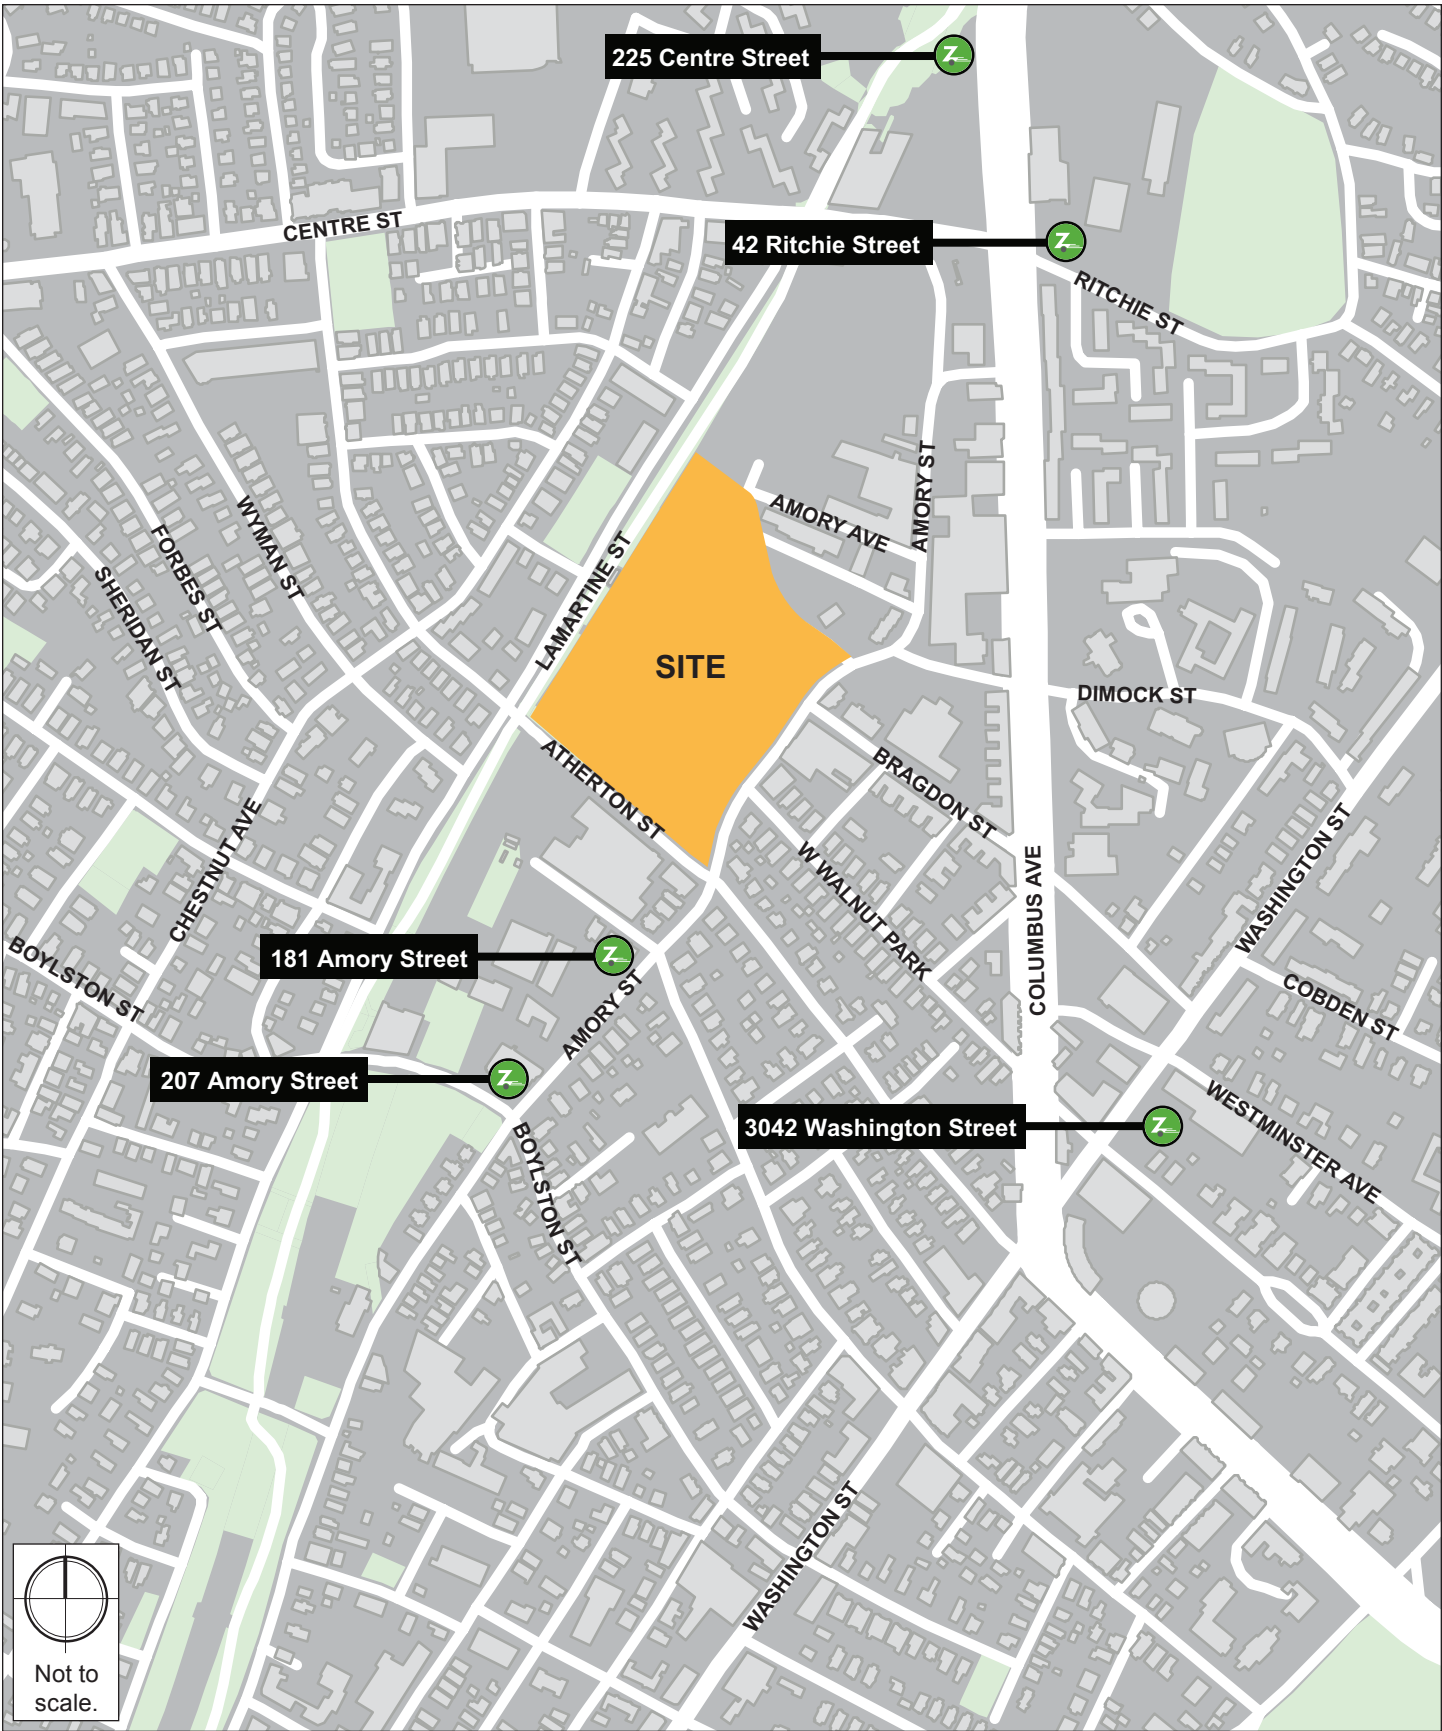 225 Centre Street
Z
CENTRE ST
42 Ritchie Street
Z
RITCHIE ST
AMORY ST
AMORY AVE
LAMARTINE ST
WYMAN ST
FORBES ST
SHERIDAN ST
SITE
DIMOCK ST
ATHERTON ST
BRAGDON ST
W WALNUT PARK
COLUMBUS AVE
WASHINGTON ST
CHESTNUT AVE
BOYLSTON ST
181 Amory Street
Z
AMORY ST
COBDEN ST
207 Amory Street
Z
BOYLSTON ST
3042 Washington Street
Z
WESTMINSTER AVE
WASHINGTON ST
Not to
scale.